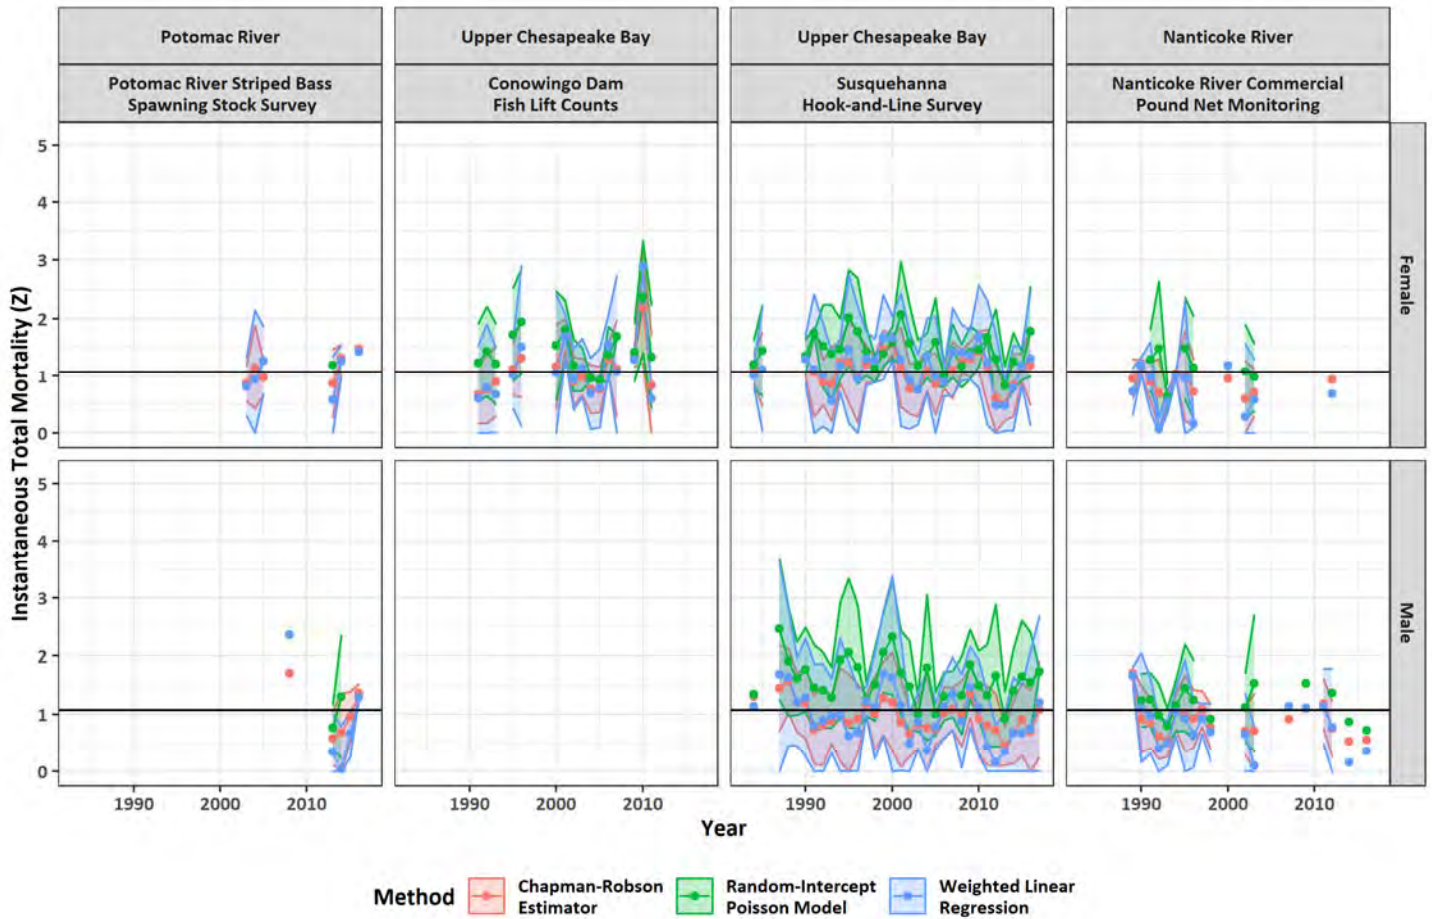 Potomac River
Upper Chesapeake Bay
Upper Chesapeake Bay
Nanticoke River
Potomac River Striped Bass
Spawning Stock Survey
Conowingo Dam
Fish Lift Counts
Susquehanna
Hook-and-Line Survey
Nanticoke River Commercial
Pound Net Monitoring
Instantaneous Total Mortality (Z)
5
4
3
2
1
0
Female
5
4
3
2
1
0
Male
1990
2000
2010
1990
2000
2010
1990
2000
2010
1990
2000
2010
Year
Method
Chapman-Robson
Estimator
Random-Intercept
Poisson Model
Weighted Linear
Regression